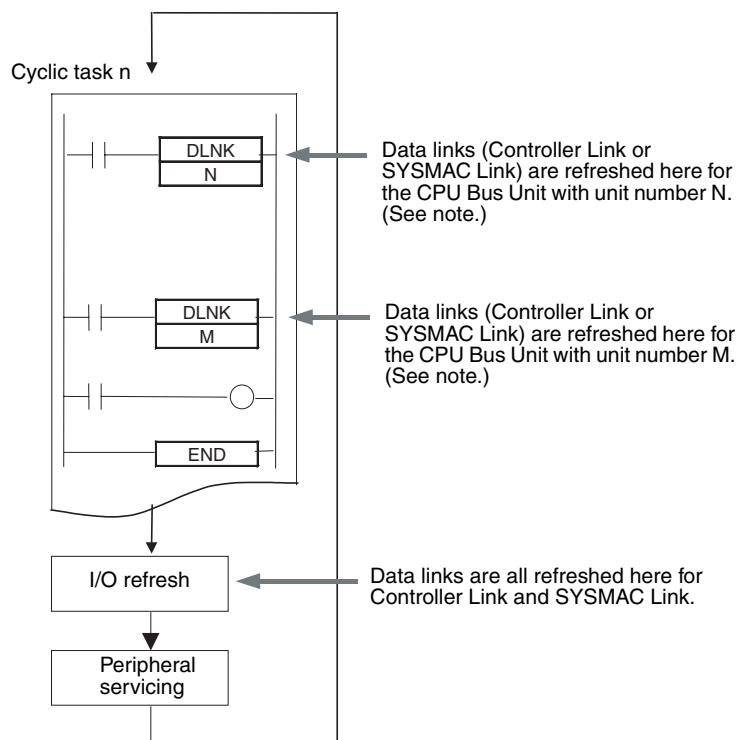 Cyclic task n
DLNK
N
Data links (Controller Link or
SYSMAC Link) are refreshed here for
the CPU Bus Unit with unit number N.
(See note.)
DLNK
M
Data links (Controller Link or
SYSMAC Link) are refreshed here for
the CPU Bus Unit with unit number M.
(See note.)
END
I/O refresh
Data links are all refreshed here for
Controller Link and SYSMAC Link.
Peripheral
servicing